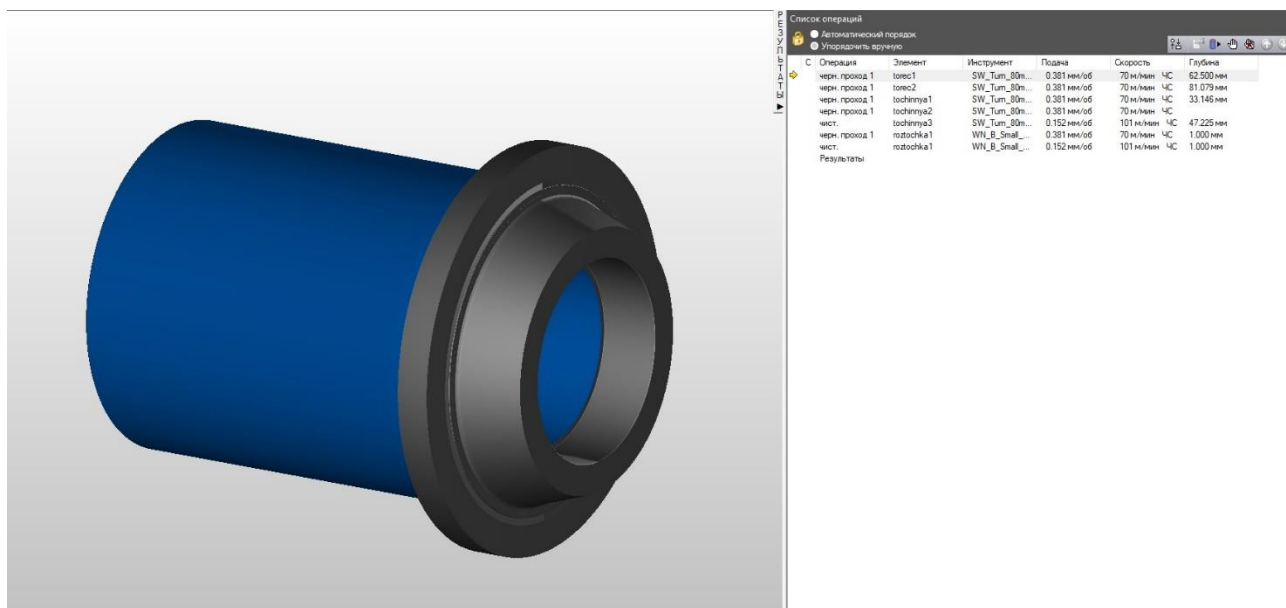 РЕЗУЛЬТАТЫ
Список операций
Автоматический порядок
Упорядочить вручную
С Операция Элемент Инструмент Подача Скорость Глубина
черн. проход 1 torec1 SW_Turn_80m... 0.381 мм/об 70 м/мин ЧС 62.500 мм
черн. проход 1 torec2 SW_Turn_80m... 0.381 мм/об 70 м/мин ЧС 81.079 мм
черн. проход 1 tochinnya1 SW_Turn_80m... 0.381 мм/об 70 м/мин ЧС 33.146 мм
черн. проход 1 tochinnya2 SW_Turn_80m... 0.381 мм/об 70 м/мин ЧС
чист. tochinnya3 SW_Turn_80m... 0.152 мм/об 101 м/мин ЧС 47.225 мм
черн. проход 1 roztochka1 WN_B_Small_... 0.381 мм/об 70 м/мин ЧС 1.000 мм
чист. roztochka1 WN_B_Small_... 0.152 мм/об 101 м/мин ЧС 1.000 мм
Результаты